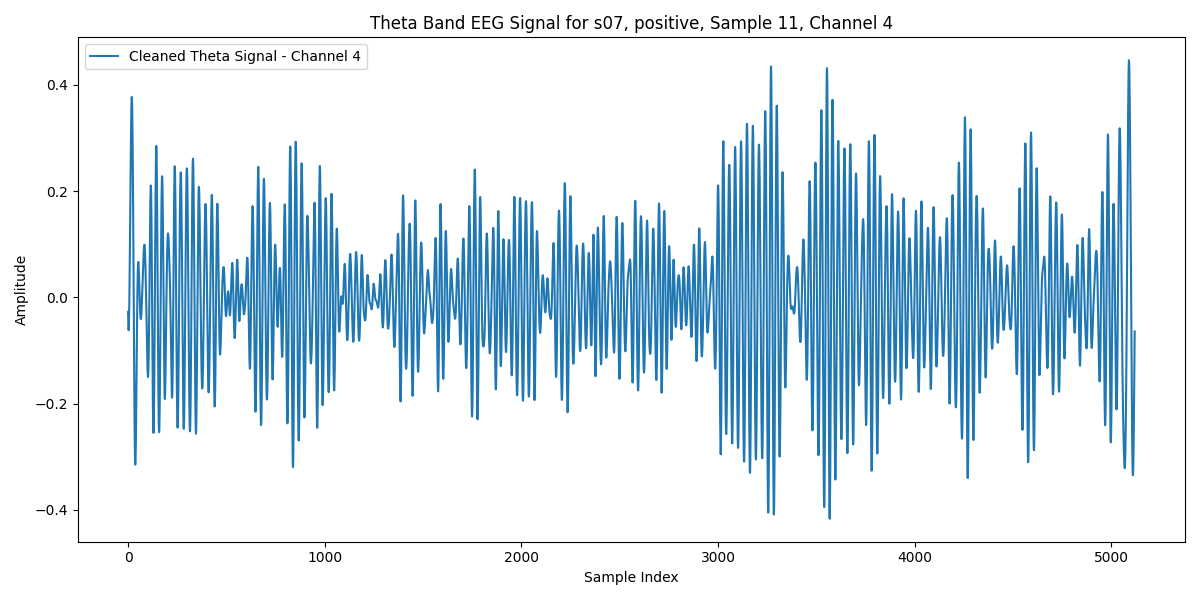 Theta Band EEG Signal for s07, positive, Sample 11, Channel 4
Cleaned Theta Signal - Channel 4
Amplitude
0.4
0.2
0.0
−0.2
−0.4
0 1000 2000 3000 4000 5000
Sample Index